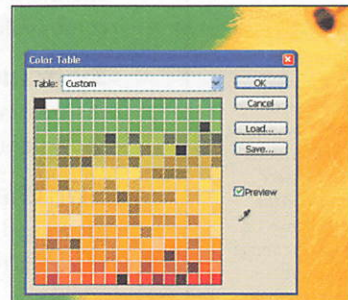 Color Table
Table: Custom
OK
Cancel
Load...
Save...
Preview